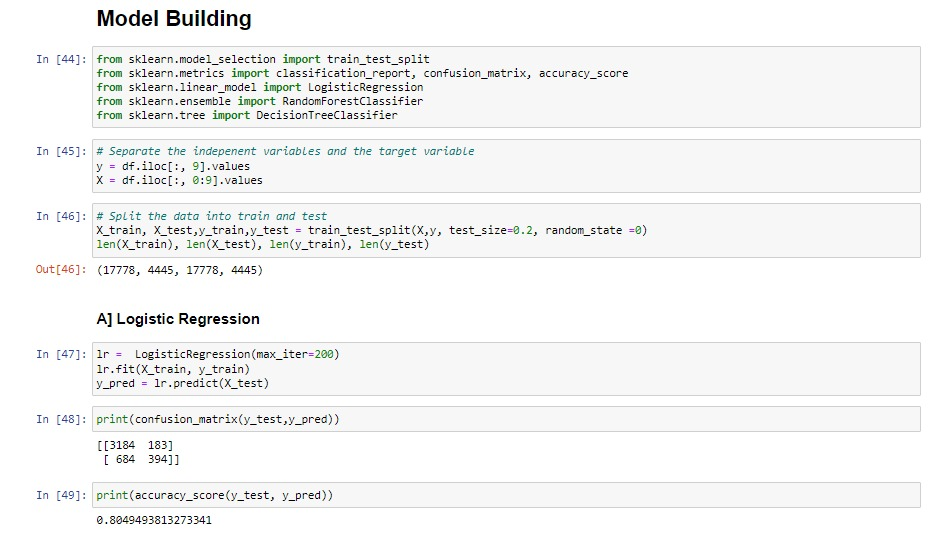 Model Building
In [44]: from sklearn.model_selection import train_test_split
from sklearn.metrics import classification_report, confusion_matrix, accuracy_score
from sklearn.linear_model import LogisticRegression
from sklearn.ensemble import RandomForestClassifier
from sklearn.tree import DecisionTreeClassifier
In [45]: # Separate the indepenent variables and the target variable
y = df.iloc[:, 9].values
X = df.iloc[:, 0:9].values
In [46]: # Split the data into train and test
X_train, X_test,y_train,y_test = train_test_split(X,y, test_size=0.2, random_state =0)
len(X_train), len(X_test), len(y_train), len(y_test)
Out[46]: (17778, 4445, 17778, 4445)
A] Logistic Regression
In [47]: lr =  LogisticRegression(max_iter=200)
lr.fit(X_train, y_train)
y_pred = lr.predict(X_test)
In [48]: print(confusion_matrix(y_test,y_pred))
[[3184  183]
 [ 684  394]]
In [49]: print(accuracy_score(y_test, y_pred))
0.8049493813273341